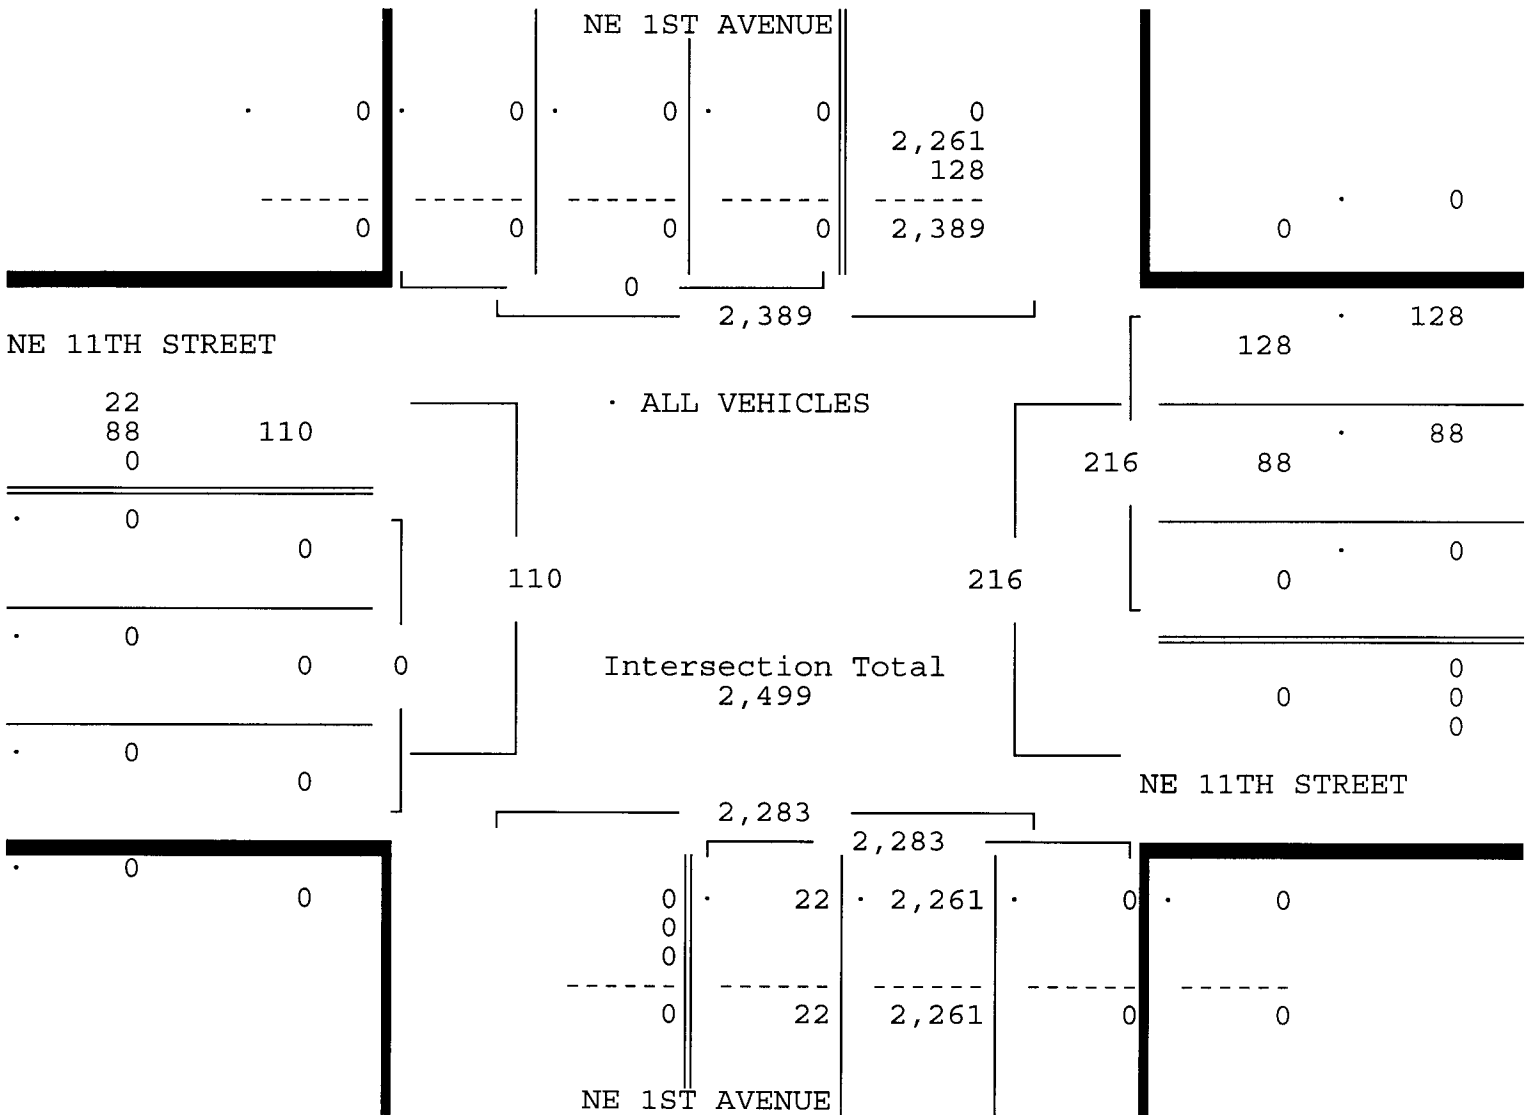 NE 1ST AVENUE
· 0 · 0 · 0 · 0 0
2,261
128
------ ------ ------ ------ ------ · 0
0 0 0 0 2,389 0
0
2,389 · 128
NE 11TH STREET 128
22 · ALL VEHICLES
88 110 · 88
0 216 88
· 0
0 · 0
110 216 0
· 0
0 0 Intersection Total 0
2,499 0 0
0
· 0
0 NE 11TH STREET
2,283
2,283
· 0
0 0 · 22 · 2,261 · 0 · 0
0
0
------ ------ ------ ------ ------
0 22 2,261 0 0
NE 1ST AVENUE